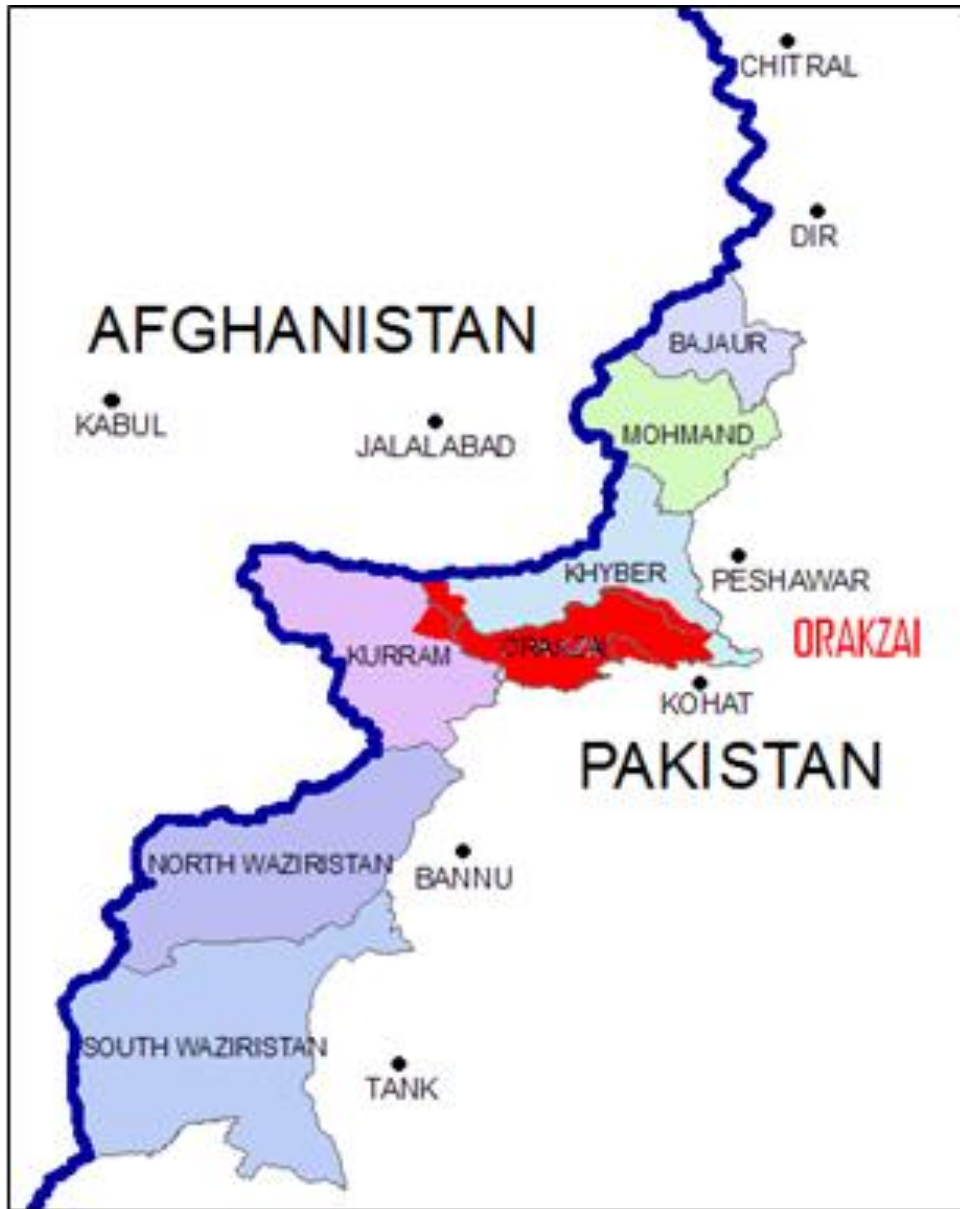 CHITRAL
DIR
AFGHANISTAN
BAJAUR
KABUL
JALALABAD
MOHMAND
KHYBER
PESHAWAR
ORAKZAI
KURRAM
ORAKZAI
KOHAT
PAKISTAN
NORTH WAZIRISTAN
BANNU
SOUTH WAZIRISTAN
TANK